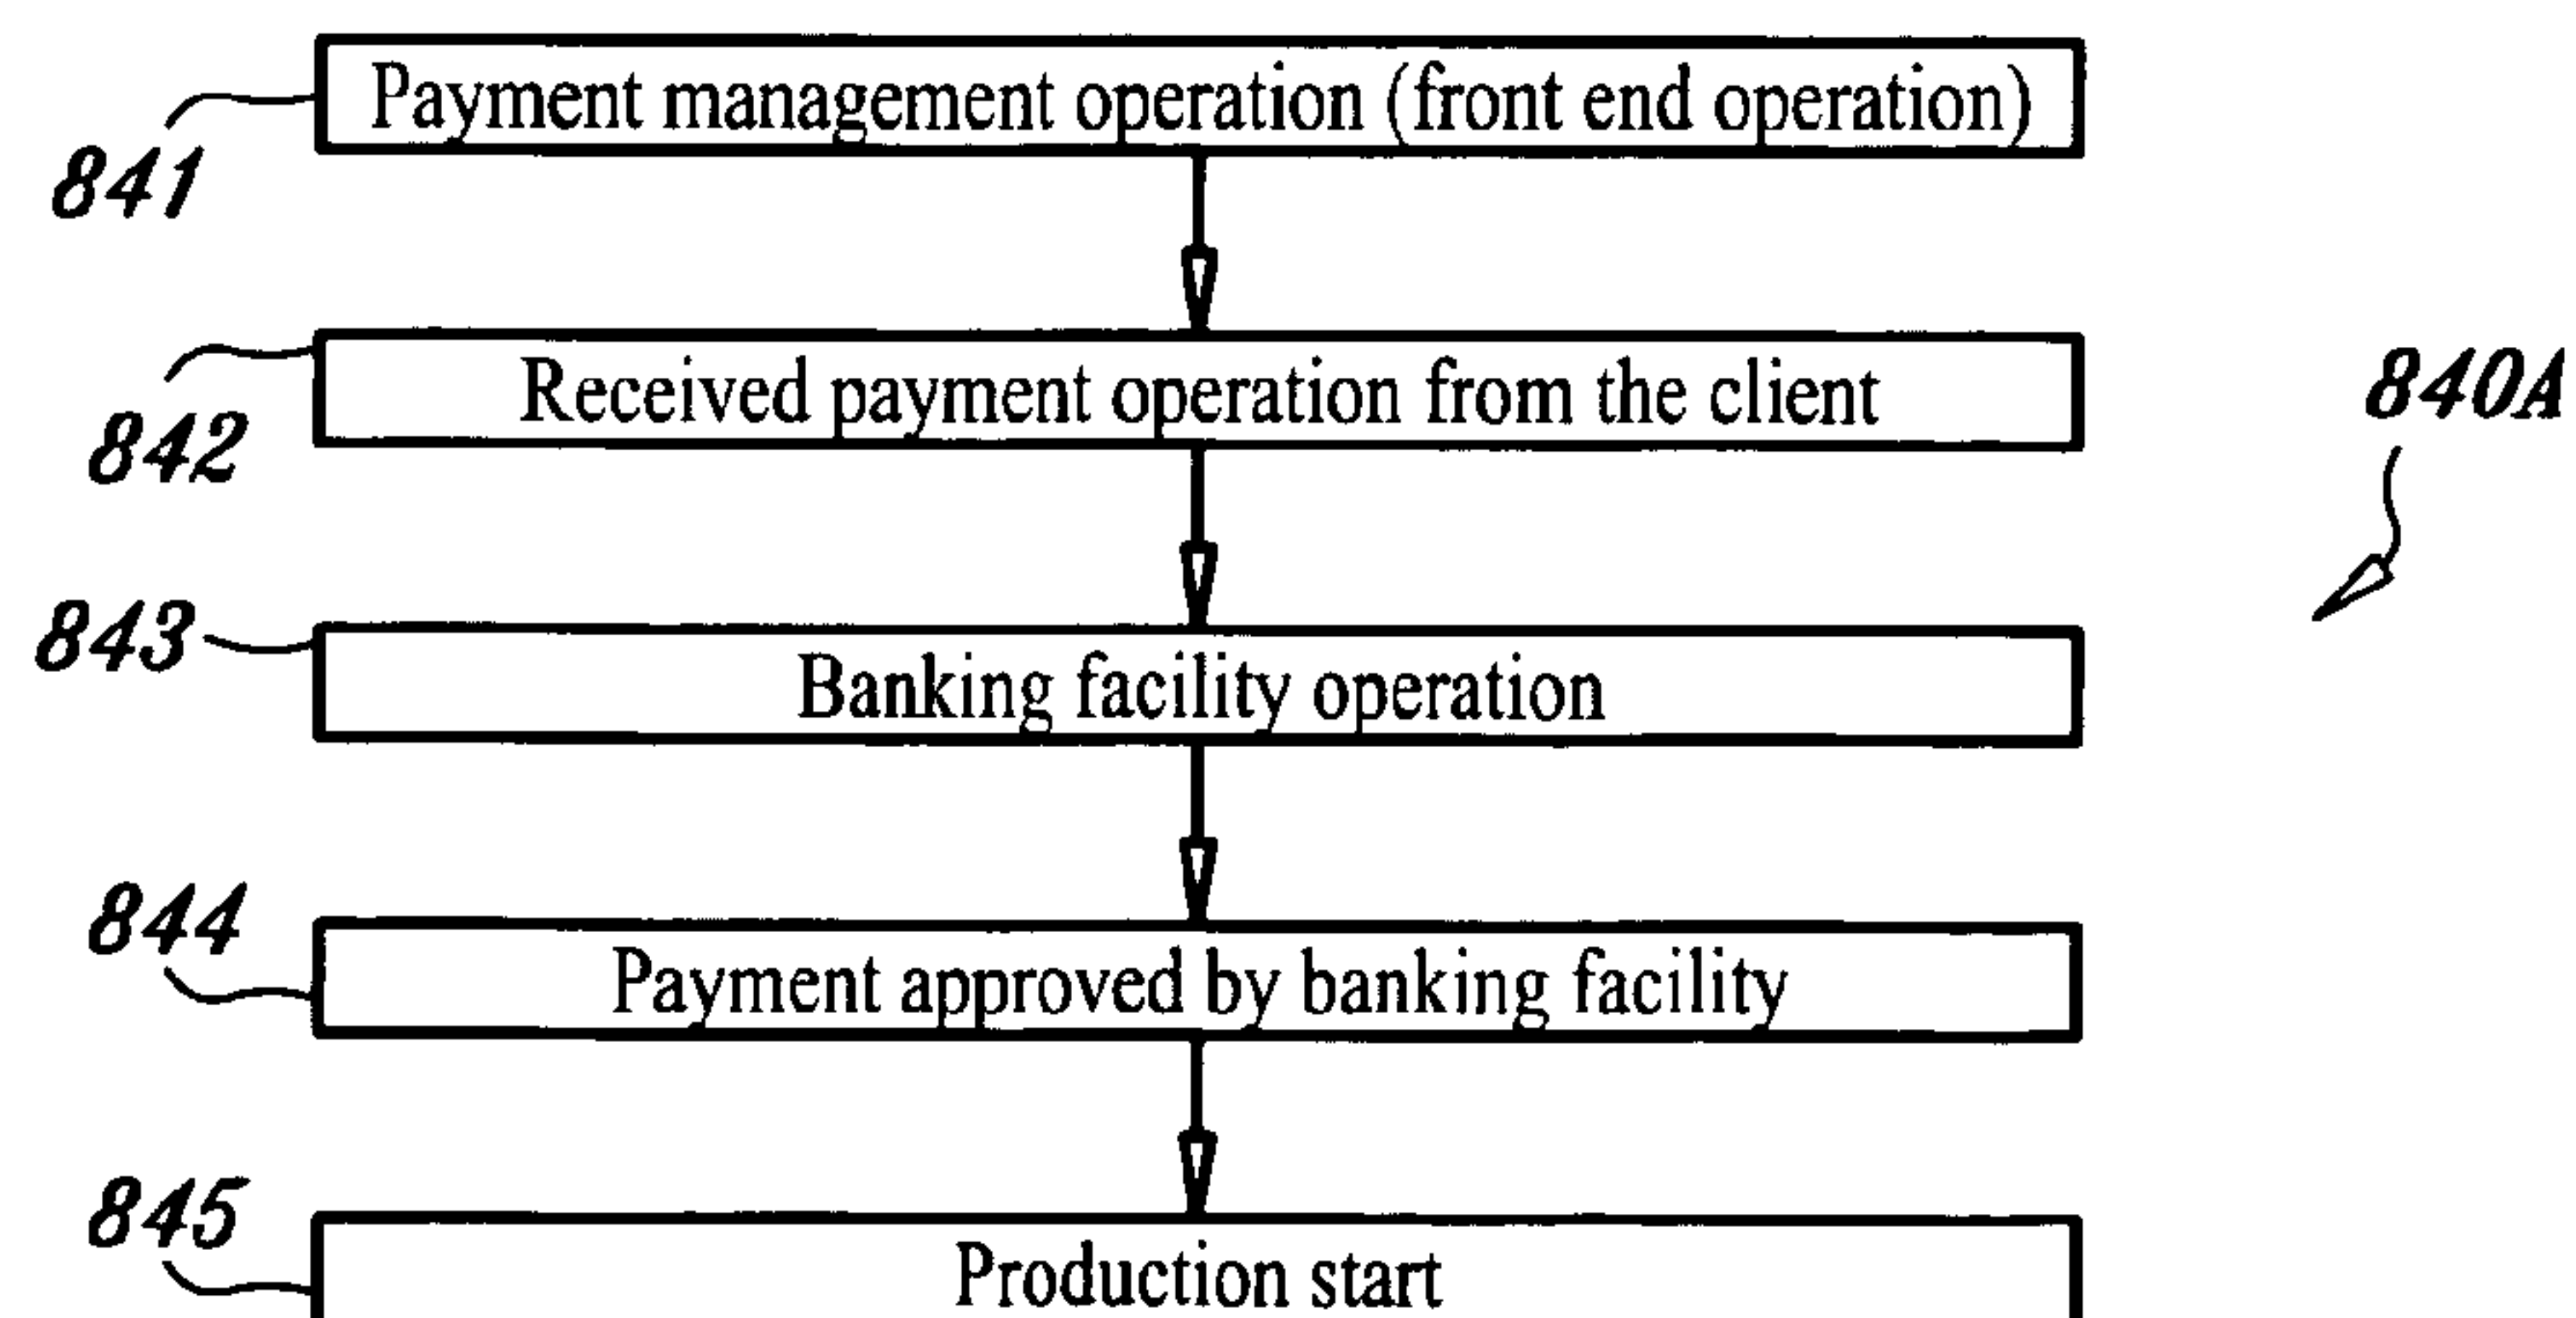 Payment management operation (front end operation)
841
Received payment operation from the client
842
840A
843
Banking facility operation
844
Payment approved by banking facility
845
Production start